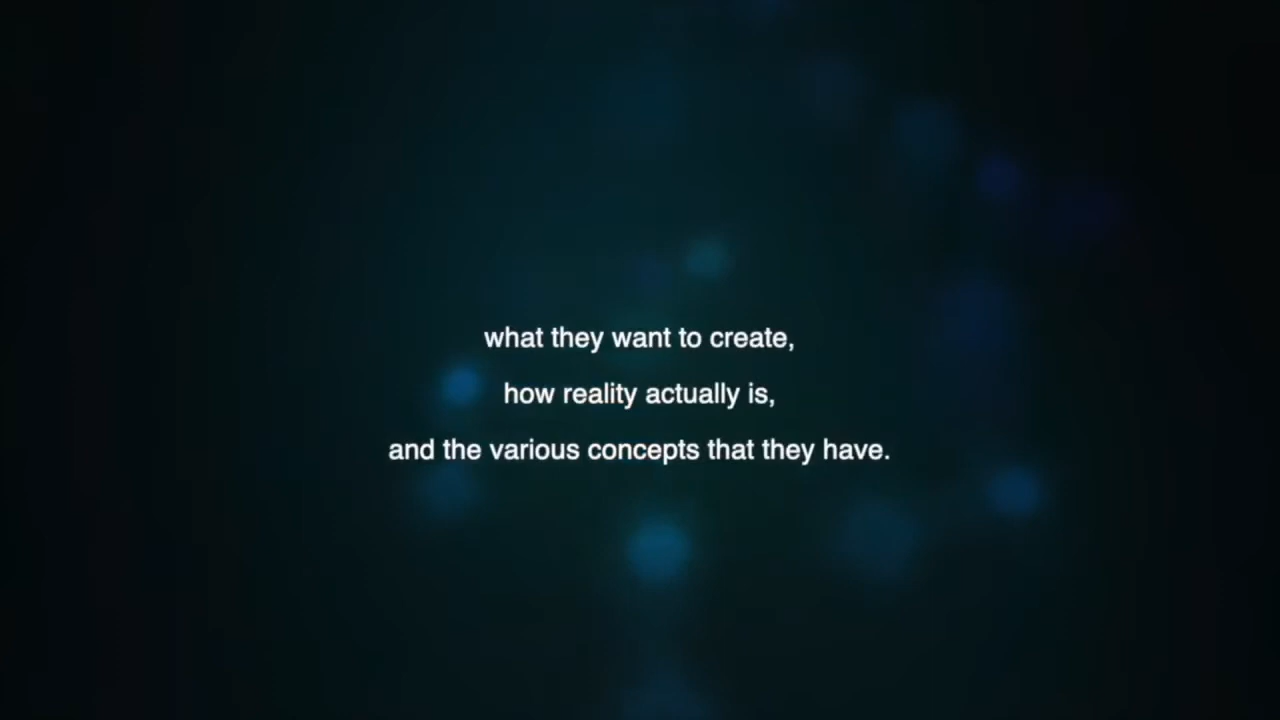 what they want to create,
how reality actually is,
and the various concepts that they have.